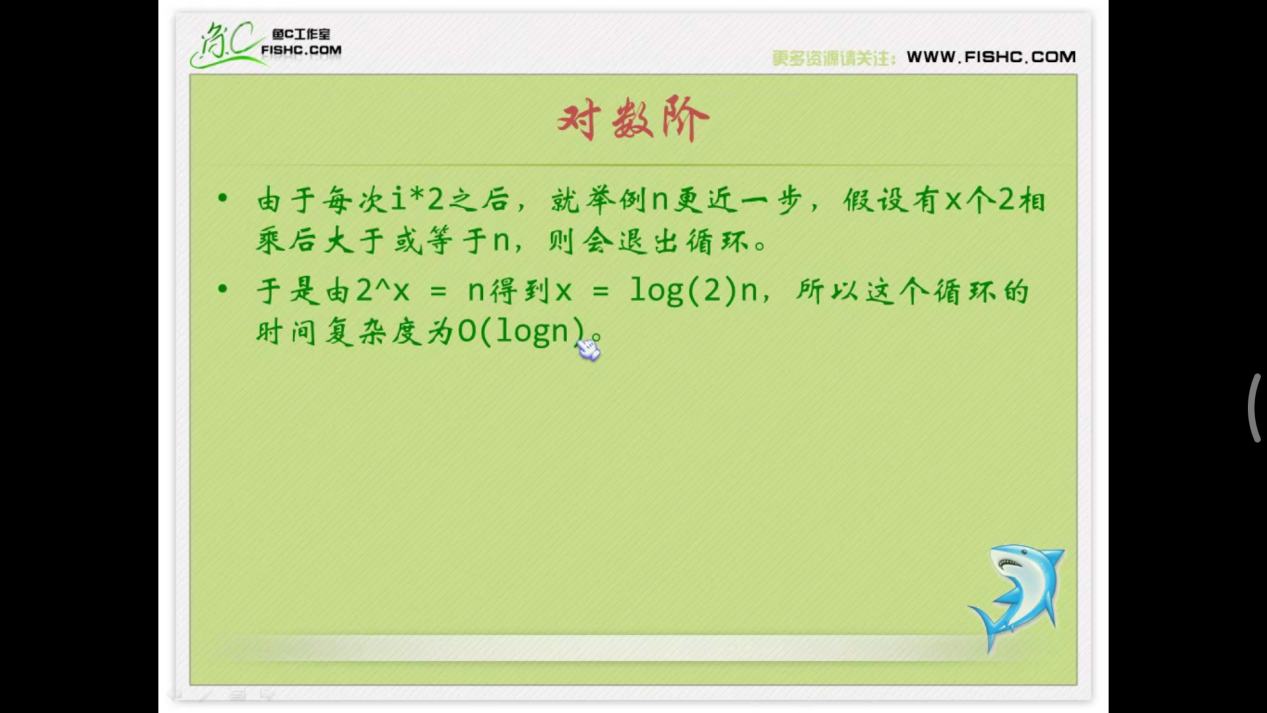 鱼C
鱼C工作室
FISHC.COM
更多资源请关注：WWW.FISHC.COM
对数阶
• 由于每次i*2之后，就举例n更近一步，假设有x个2相
乘后大于或等于n，则会退出循环。
• 于是由2^x = n得到x = log(2)n，所以这个循环的
时间复杂度为O(logn)。